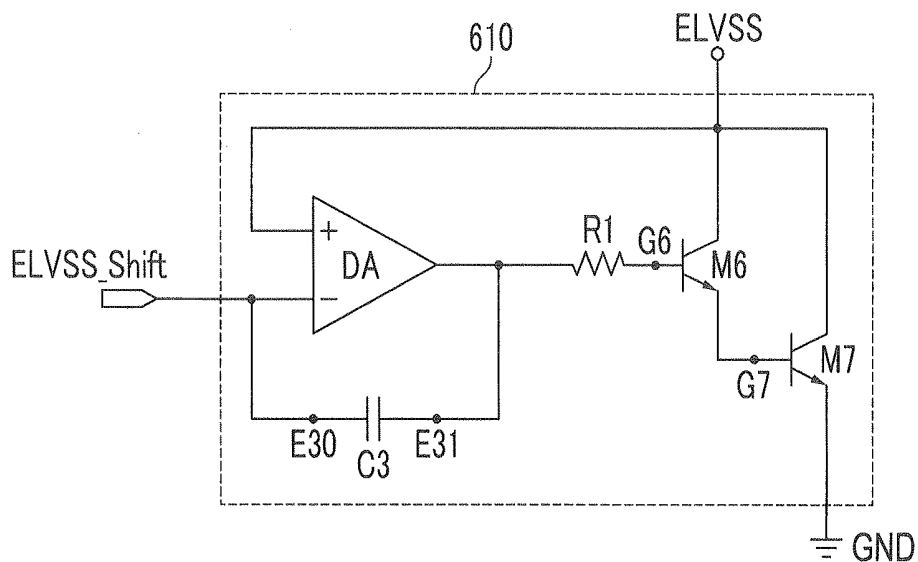 610
ELVSS
ELVSS_Shift
+
DA
−
R1
G6
M6
G7
M7
E30
C3
E31
GND